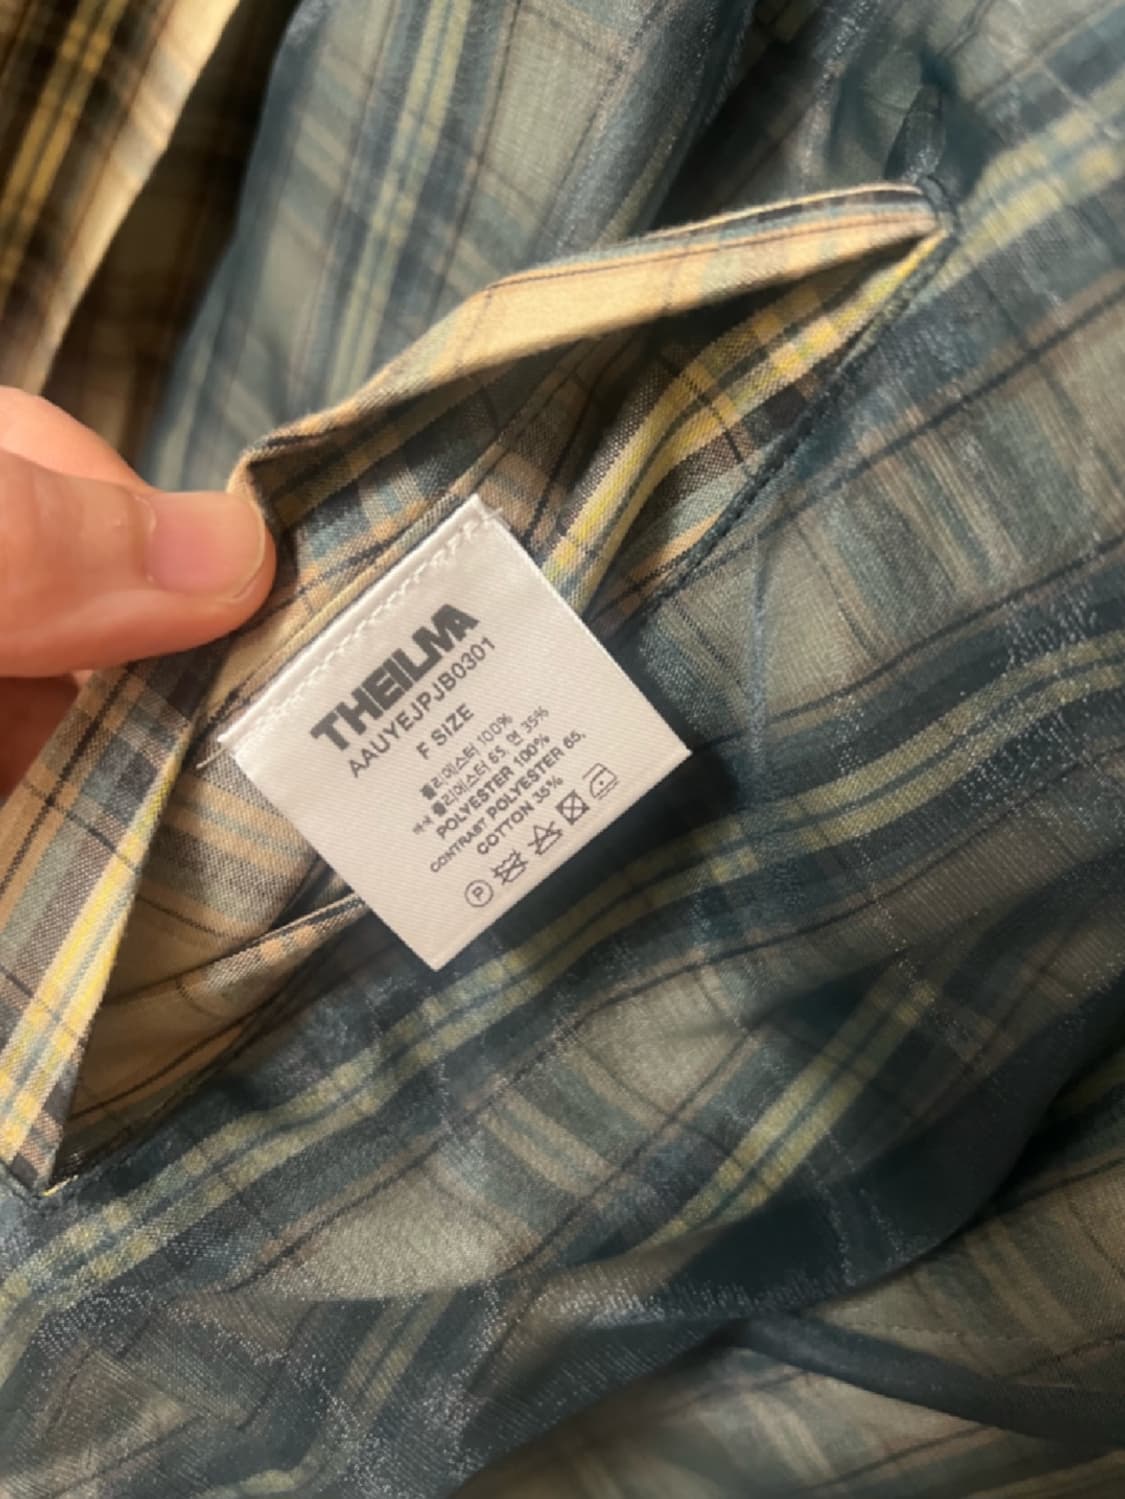 THEILMA
AAUYEJPJB0301
F SIZE
폴리에스터 100%
배색 폴리에스터 65 면 35%
POLYESTER 100%
CONTRAST POLYESTER 65,
COTTON 35%
P